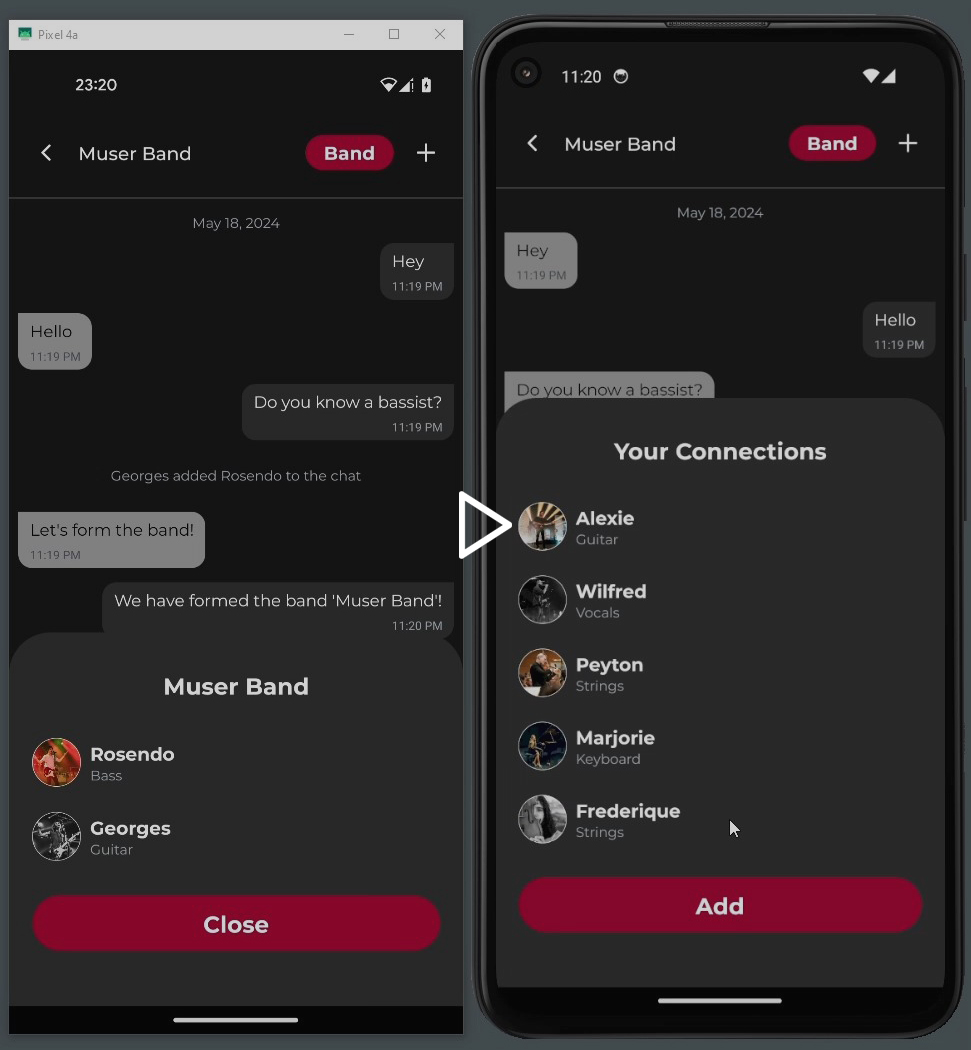 Pixel 4a
23:20
Muser Band
Band
May 18, 2024
Hey
11:19 PM
Hello
11:19 PM
Do you know a bassist?
11:19 PM
Georges added Rosendo to the chat
Let's form the band!
11:19 PM
We have formed the band 'Muser Band'!
11:20 PM
Muser Band
Rosendo
Bass
Georges
Guitar
Close
11:20
Muser Band
Band
May 18, 2024
Hey
11:19 PM
Hello
11:19 PM
Do you know a bassist?
Your Connections
Alexie
Guitar
Wilfred
Vocals
Peyton
Strings
Marjorie
Keyboard
Frederique
Strings
Add